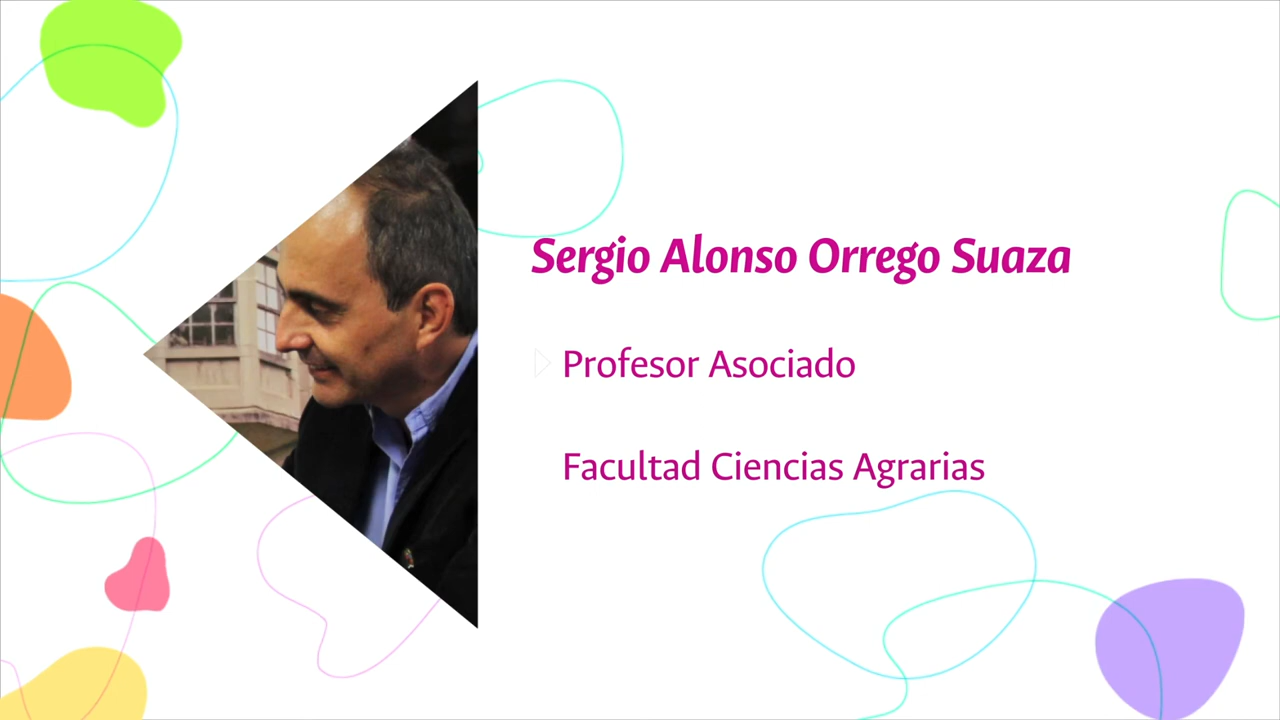 Sergio Alonso Orrego Suaza
Profesor Asociado
Facultad Ciencias Agrarias